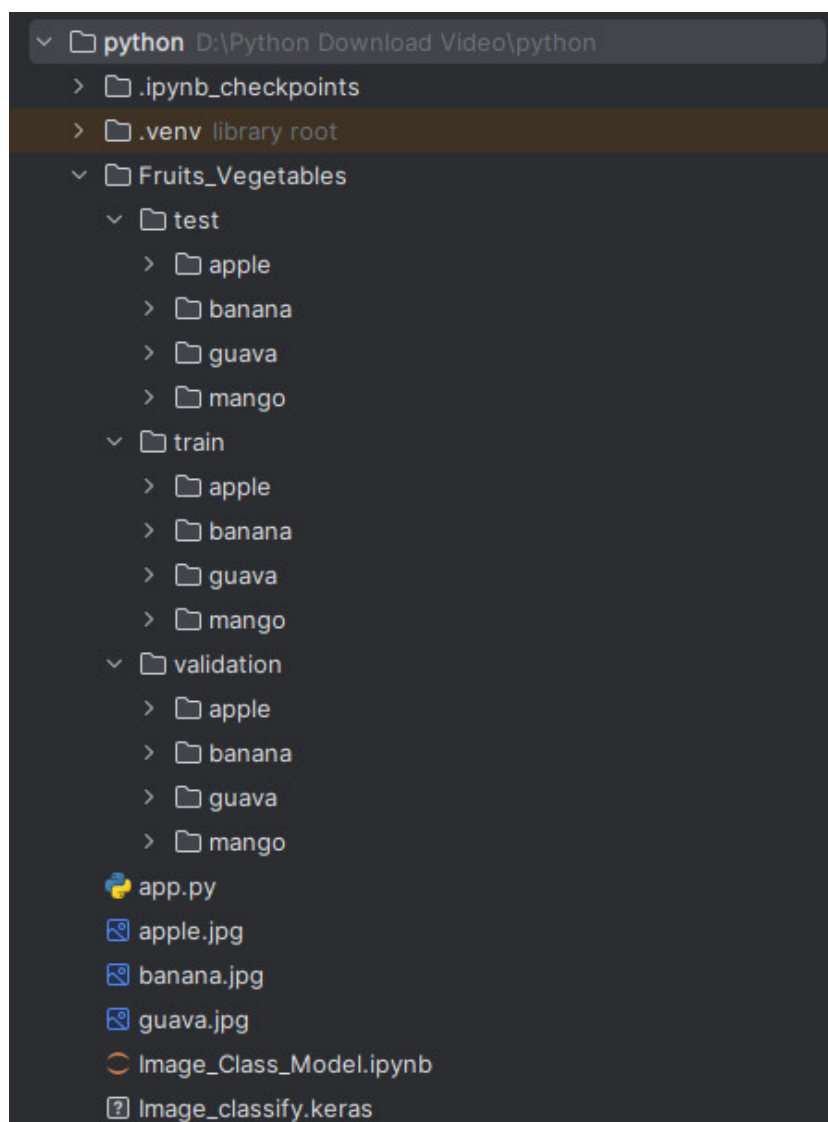 python D:\Python Download Video\python
.ipynb_checkpoints
.venv library root
Fruits_Vegetables
test
apple
banana
guava
mango
train
apple
banana
guava
mango
validation
apple
banana
guava
mango
app.py
apple.jpg
banana.jpg
guava.jpg
Image_Class_Model.ipynb
Image_classify.keras